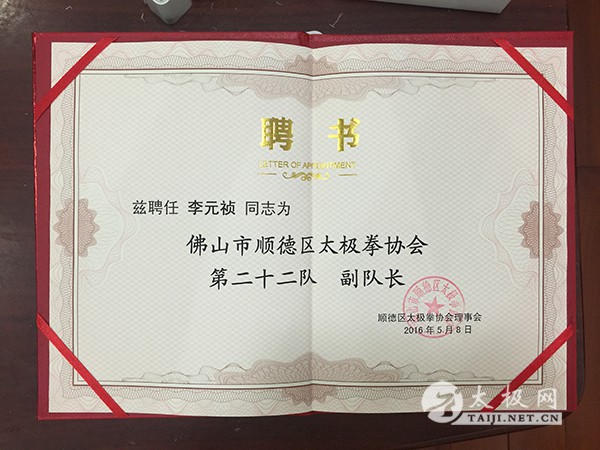 聘书
LETTER OF APPOINTMENT
兹聘任 李元祯 同志为
佛山市顺德区太极拳协会
第二十二队 副队长
顺德区太极拳协会理事会
2016年5月8日
太极网
TAIJI.NET.CN